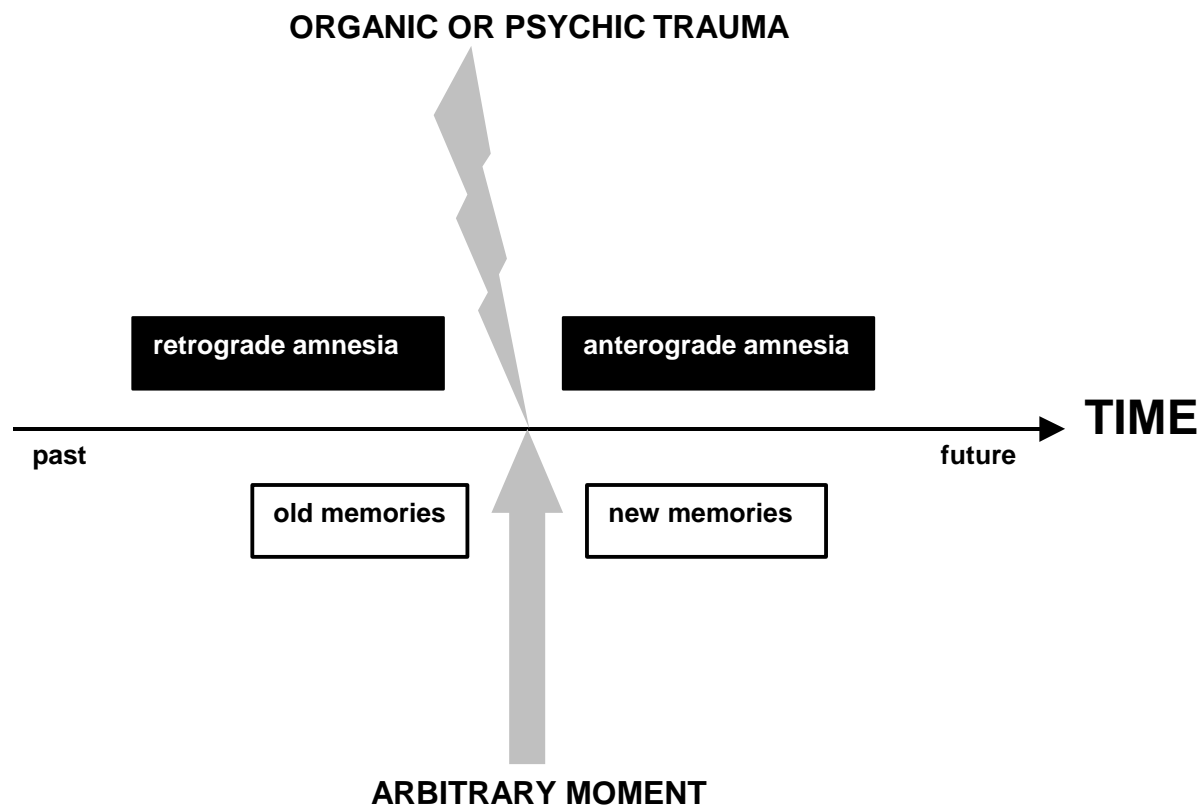 ORGANIC OR PSYCHIC TRAUMA
retrograde amnesia
anterograde amnesia
TIME
past
future
old memories
new memories
ARBITRARY MOMENT